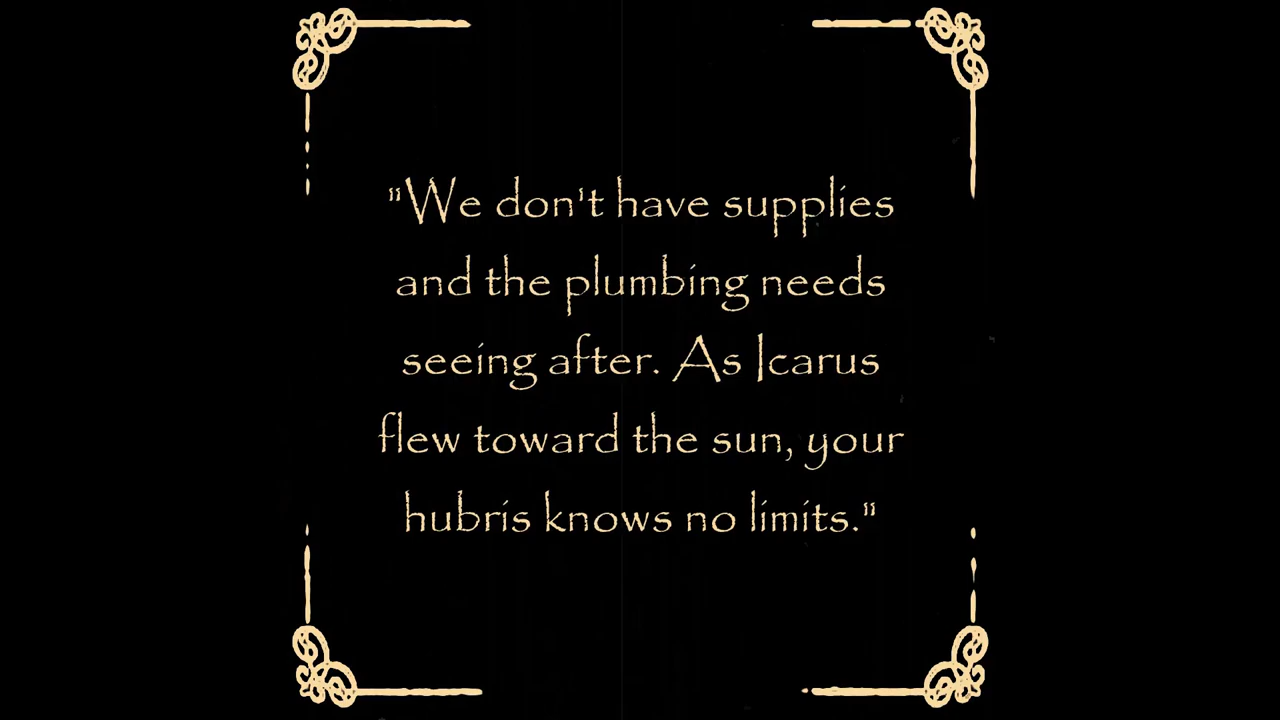 "We don't have supplies
and the plumbing needs
seeing after. As Icarus
flew toward the sun, your
hubris knows no limits."